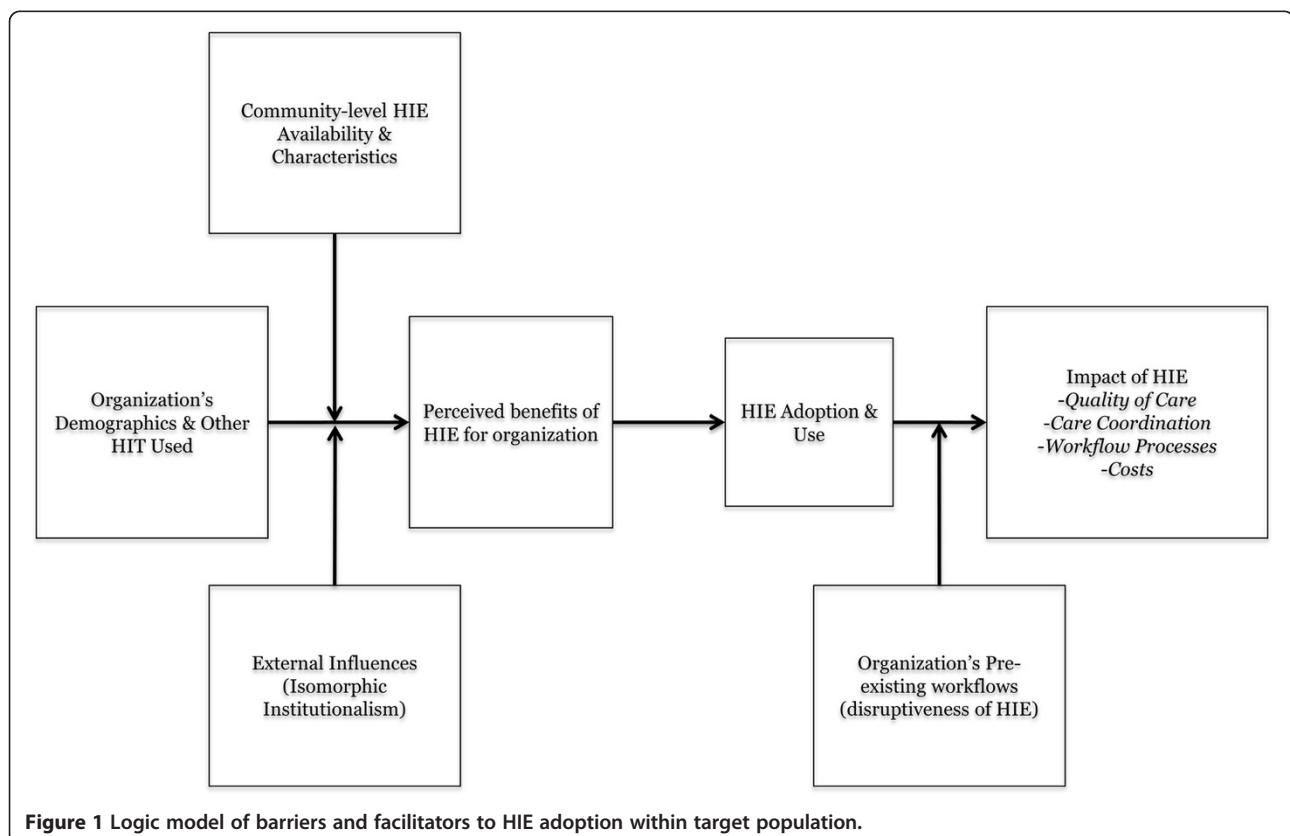 Community-level HIE
Availability &
Characteristics
Organization's
Demographics & Other
HIT Used
Perceived benefits of
HIE for organization
HIE Adoption &
Use
Impact of HIE
-Quality of Care
-Care Coordination
-Workflow Processes
-Costs
External Influences
(Isomorphic
Institutionalism)
Organization's Pre-
existing workflows
(disruptiveness of HIE)
Figure 1 Logic model of barriers and facilitators to HIE adoption within target population.